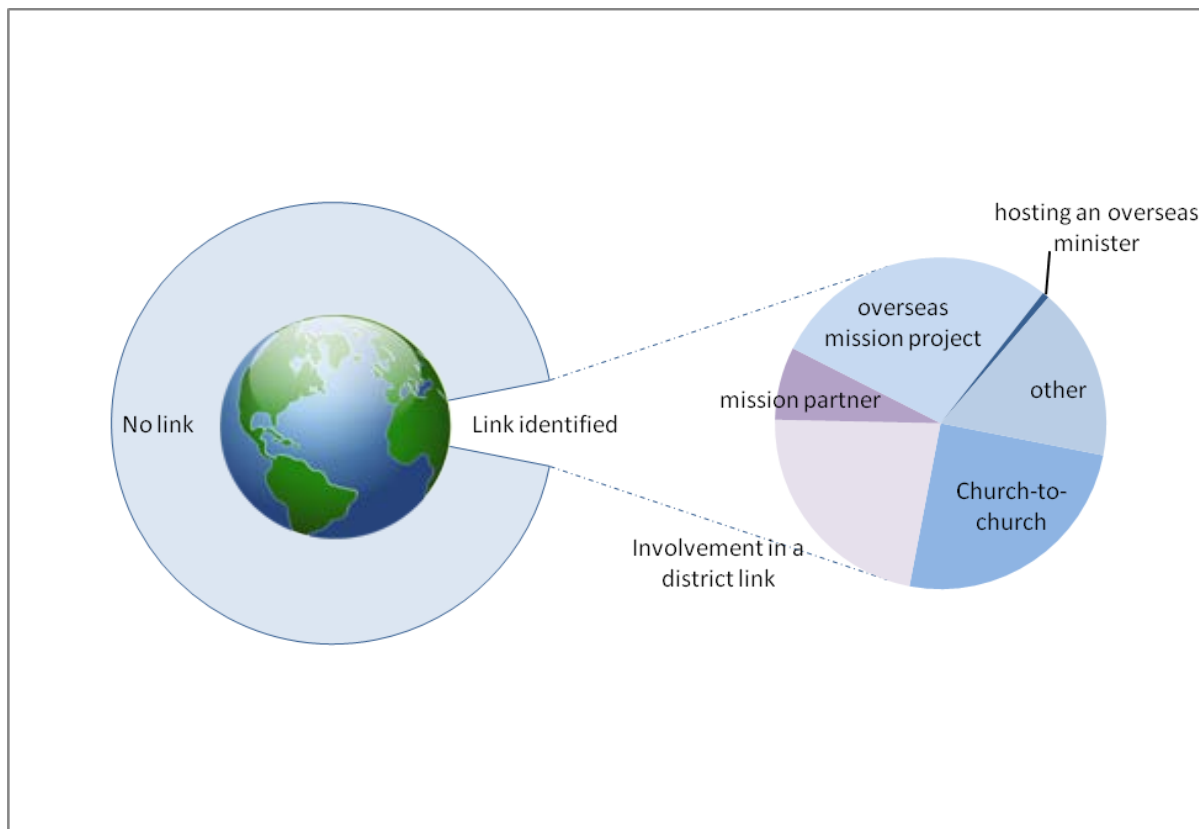 No link
Link identified
hosting an overseas
minister
overseas
mission project
other
mission partner
Church-to-
church
Involvement in a
district link